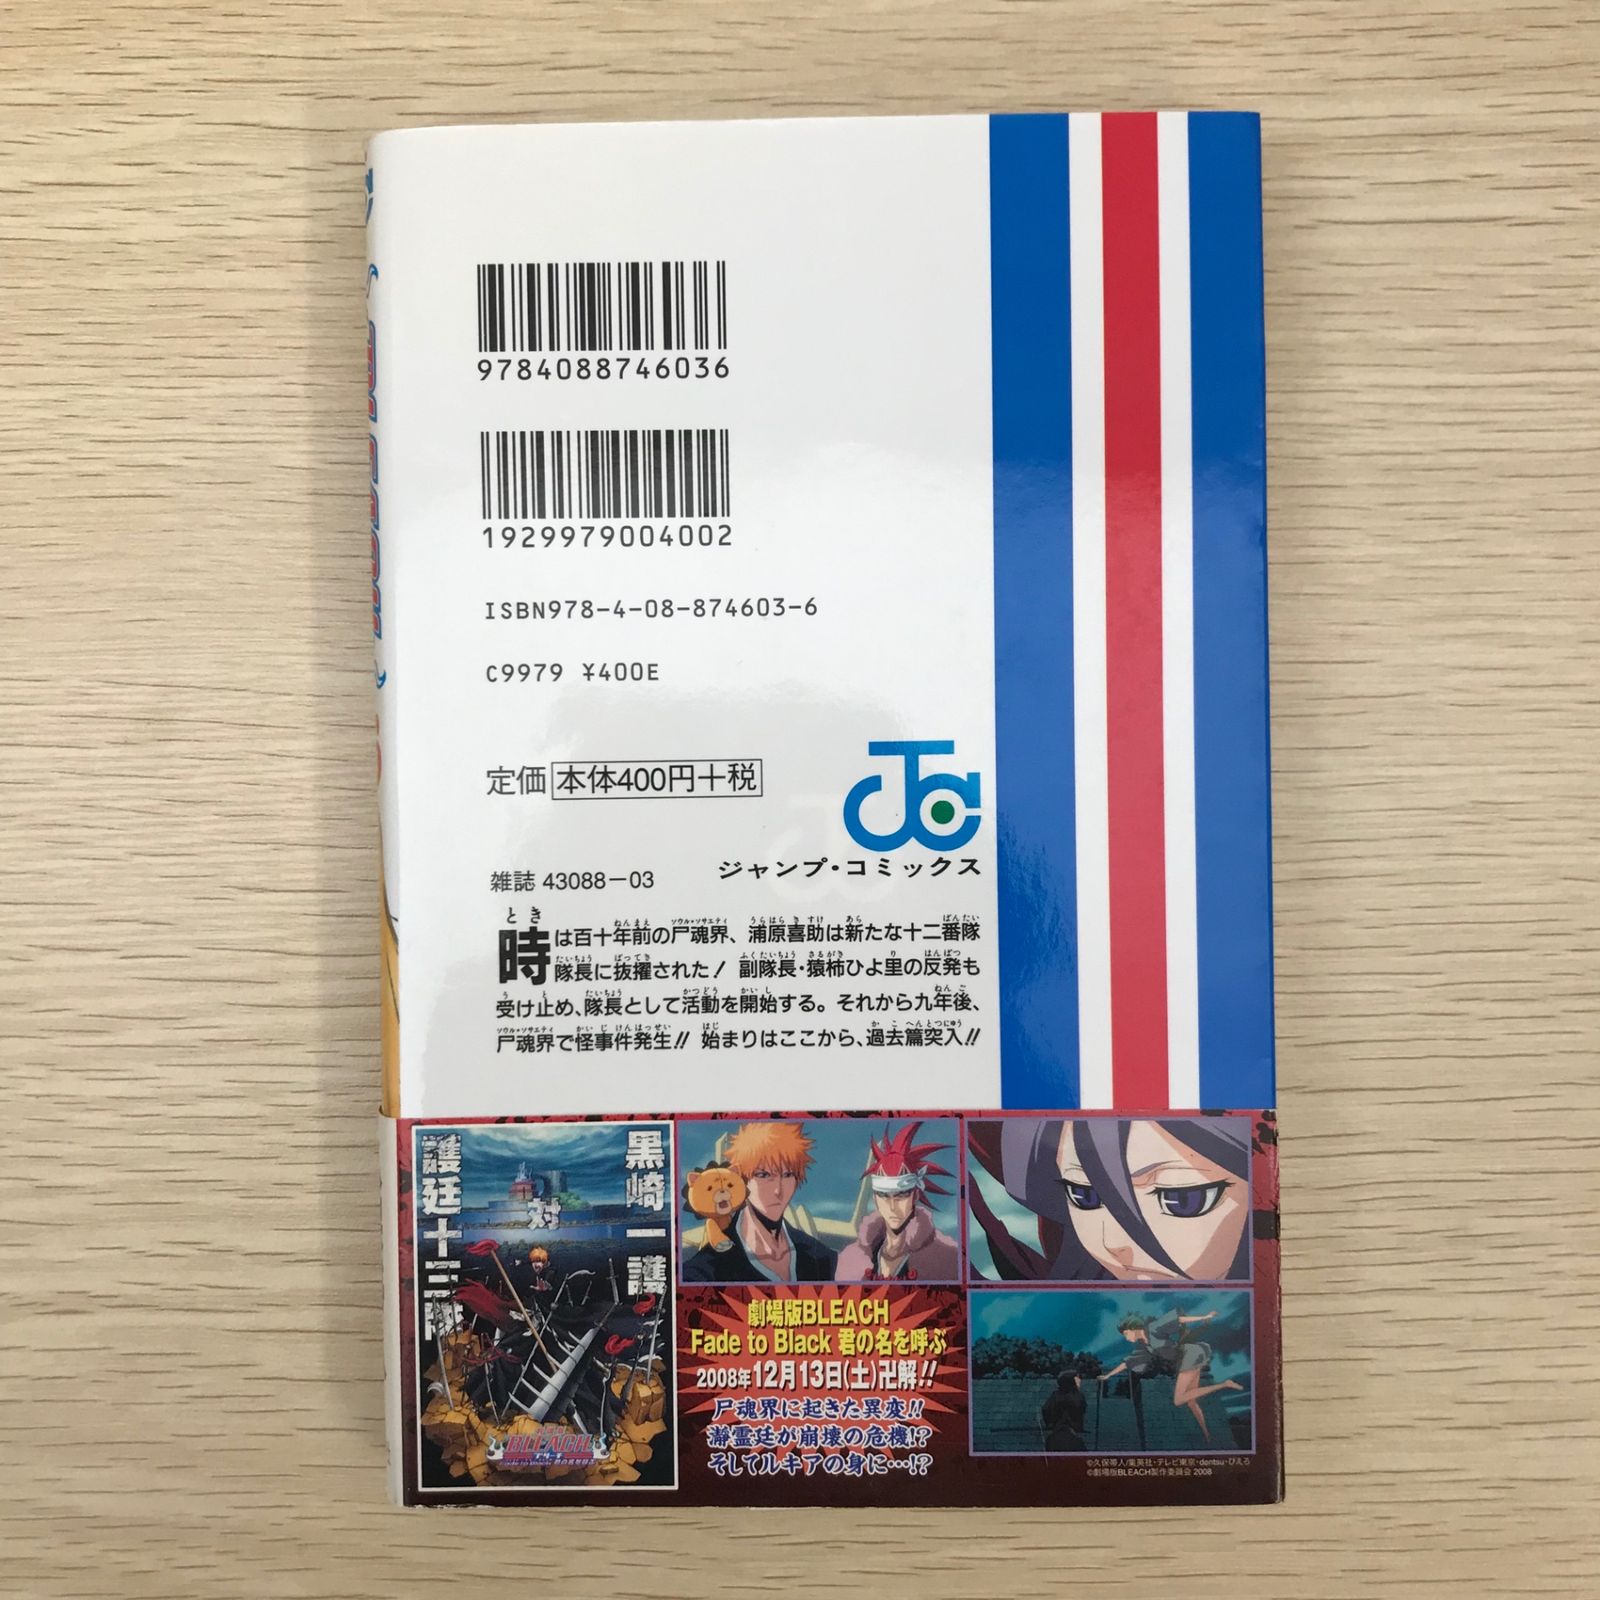 BLEACH
9784088746036
1929979004002
ISBN978-4-08-874603-6
C9979 ¥400E
定価 本体400円+税
ジャンプ・コミックス
雑誌 43088-03
時は百十年前の尸魂界、浦原喜助は新たな十二番隊
隊長に抜擢された! 副隊長・猿柿ひよ里の反発も
受け止め、隊長として活動を開始する。それから九年後、
尸魂界で怪事件発生!! 始まりはここから、過去篇突入!!
黒崎一護
対
護廷十三隊
BLEACH
劇場版BLEACH
Fade to Black 君の名を呼ぶ
2008年12月13日(土)卍解!!
尸魂界に起きた異変!!
瀞霊廷が崩壊の危機!?
そしてルキアの身に…!?
©久保帯人/集英社・テレビ東京・dentsu・ぴえろ
©劇場版BLEACH製作委員会 2008